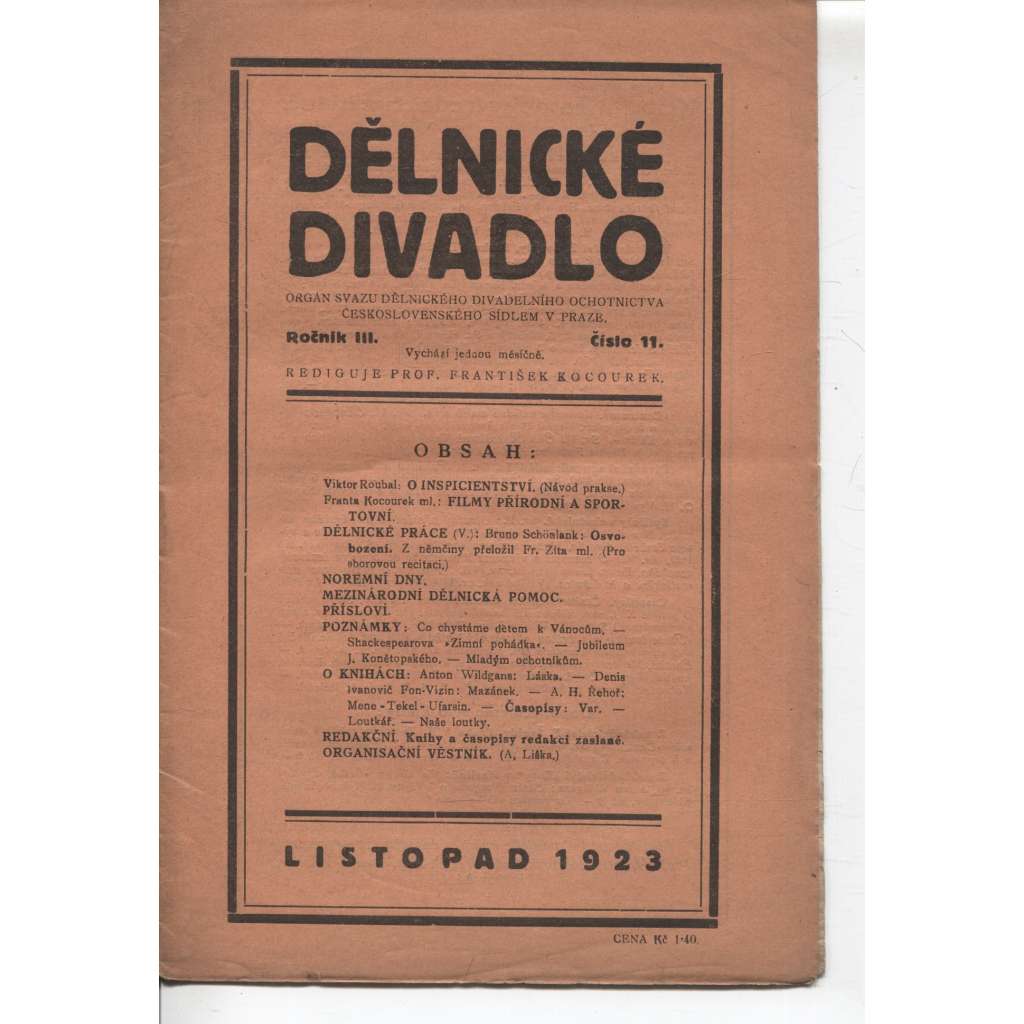 DĚLNICKÉ
DIVADLO
ORGÁN SVAZU DĚLNICKÉHO DIVADELNÍHO OCHOTNICTVA
ČESKOSLOVENSKÉHO SÍDLEM V PRAZE.
Ročník III. Číslo 11.
Vychází jednou měsíčně.
REDIGUJE PROF. FRANTIŠEK KOCOUREK.
OBSAH:
Viktor Roubal: O INSPICIENTSTVÍ. (Návod prakse.)
Franta Kocourek ml.: FILMY PŘÍRODNÍ A SPOR-
TOVNÍ.
DĚLNICKÉ PRÁCE (V.): Bruno Schönlank: Osvo-
bození. Z němčiny přeložil Fr. Zíta ml. (Pro
sborovou recitaci.)
NOREMNÍ DNY.
MEZINÁRODNÍ DĚLNICKÁ POMOC.
PŘÍSLOVÍ.
POZNÁMKY: Co chystáme dětem k Vánocům. —
Shackespearova »Zimní pohádka«. — Jubileum
J. Konětopského. — Mladým ochotníkům.
O KNIHÁCH: Anton Wildgans: Láska. — Denis
Ivanovič Fon-Vizin: Mazánek. — A. H. Řehoř:
Mene - Tekel - Ufarsin. — Časopisy: Var. —
Loutkář. — Naše loutky.
REDAKČNÍ. Knihy a časopisy redakci zaslané.
ORGANISAČNÍ VĚSTNÍK. (A. Liška.)
LISTOPAD 1923
CENA Kč 1·40.